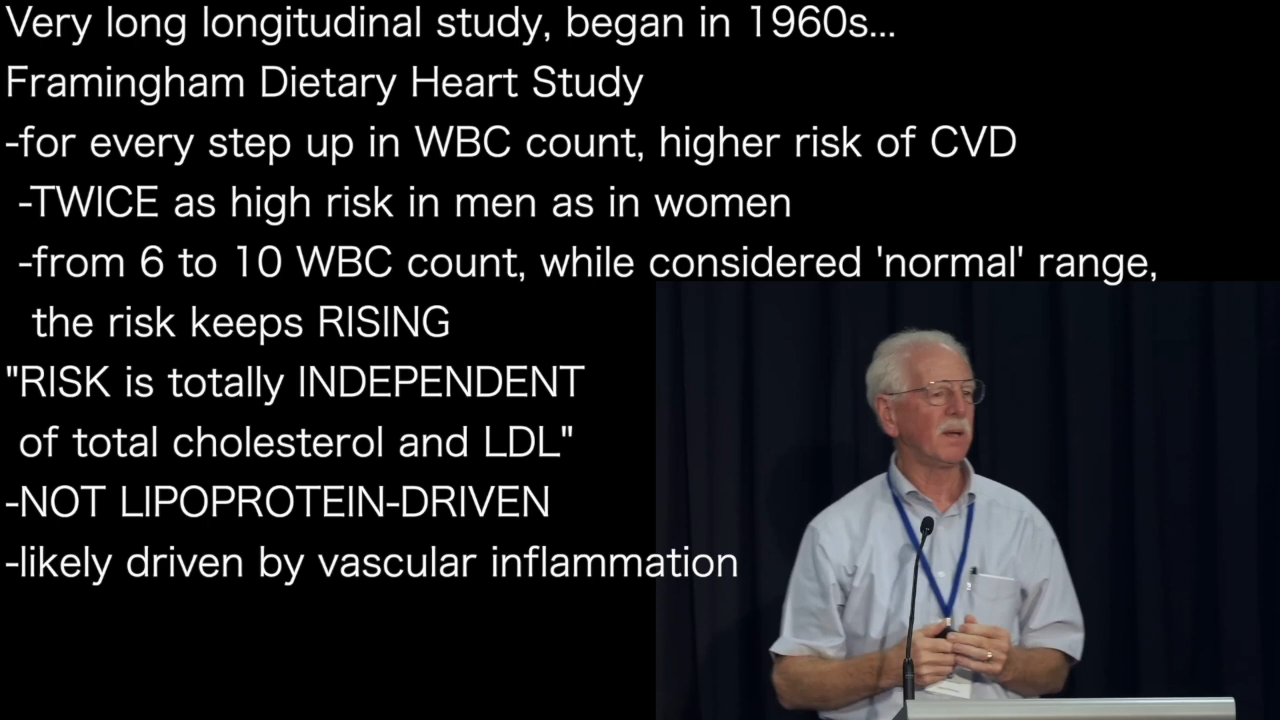 Very long longitudinal study, began in 1960s...
Framingham Dietary Heart Study
-for every step up in WBC count, higher risk of CVD
-TWICE as high risk in men as in women
-from 6 to 10 WBC count, while considered 'normal' range,
the risk keeps RISING
"RISK is totally INDEPENDENT
of total cholesterol and LDL"
-NOT LIPOPROTEIN-DRIVEN
-likely driven by vascular inflammation